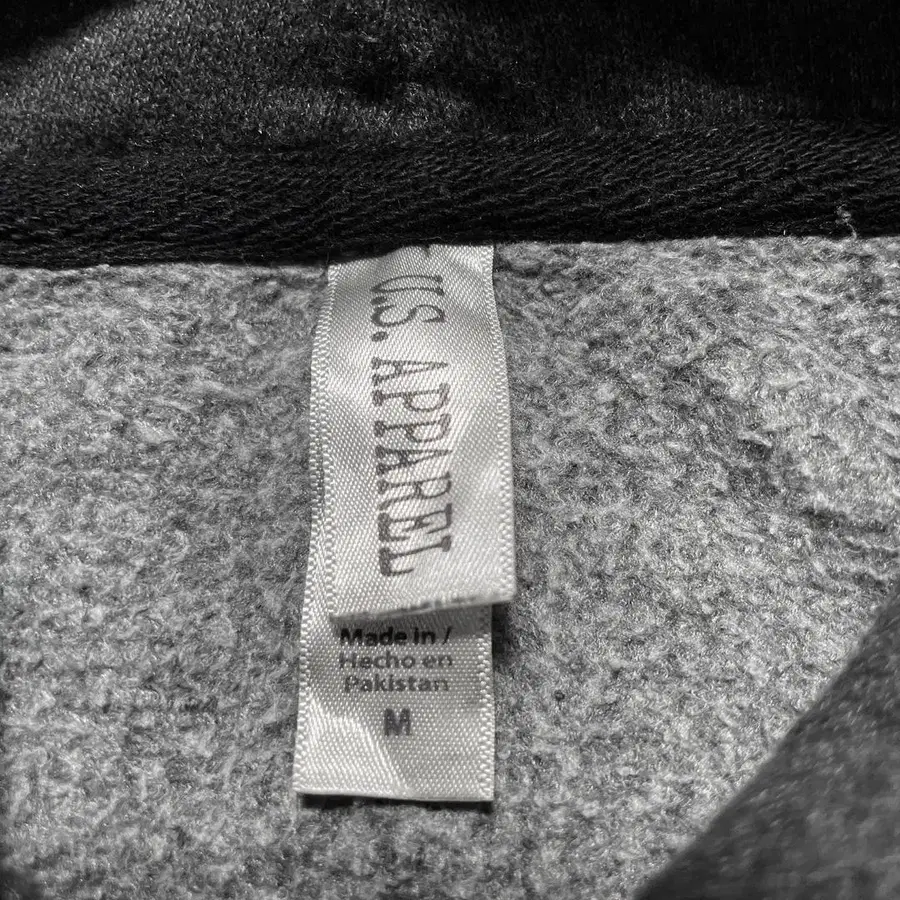 U.S. APPAREL
Made in /
Hecho en
Pakistan
M